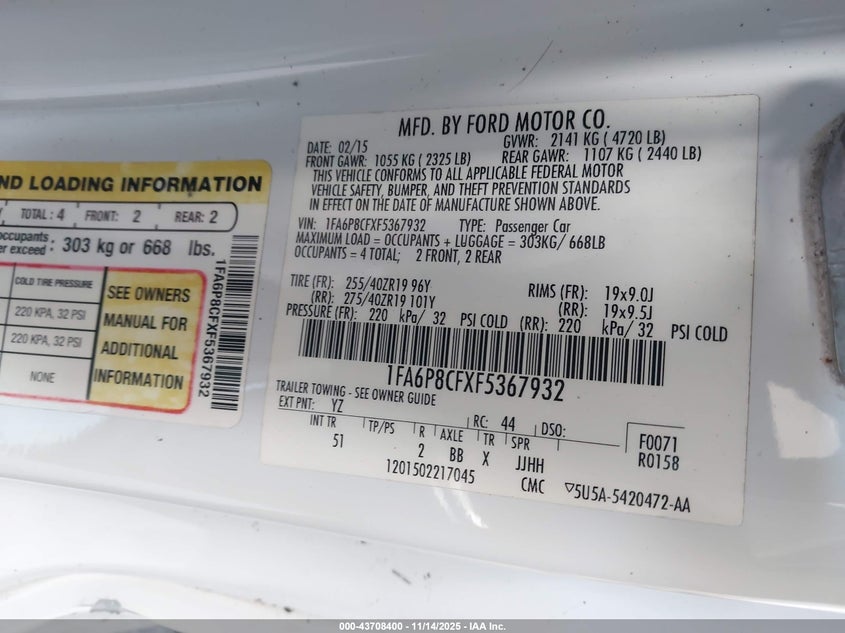 ND LOADING INFORMATION
TOTAL: 4 FRONT: 2 REAR: 2
occupants
er exceed: 303 kg or 668 lbs.
COLD TIRE PRESSURE
220 KPA, 32 PSI
220 KPA, 32 PSI
NONE
SEE OWNERS
MANUAL FOR
ADDITIONAL
INFORMATION
1FA6P8CFXF5367932
MFD. BY FORD MOTOR CO.
DATE: 02/15 GVWR: 2141 KG ( 4720 LB)
FRONT GAWR: 1055 KG ( 2325 LB) REAR GAWR: 1107 KG ( 2440 LB)
THIS VEHICLE CONFORMS TO ALL APPLICABLE FEDERAL MOTOR
VEHICLE SAFETY, BUMPER, AND THEFT PREVENTION STANDARDS
IN EFFECT ON THE DATE OF MANUFACTURE SHOWN ABOVE.
VIN: 1FA6P8CFXF5367932 TYPE: Passenger Car
MAXIMUM LOAD = OCCUPANTS + LUGGAGE = 303KG/ 668LB
OCCUPANTS = 4 TOTAL; 2 FRONT, 2 REAR
TIRE (FR): 255/40ZR19 96Y RIMS (FR): 19x9.0J
(RR): 275/40ZR19 101Y (RR): 19x9.5J
PRESSURE (FR): 220 kPa/ 32 PSI COLD (RR): 220 kPa/ 32 PSI COLD
1FA6P8CFXF5367932
TRAILER TOWING - SEE OWNER GUIDE
EXT PNT: YZ RC: 44 DSO: F0071
R0158
INT TR TP/PS R AXLE TR SPR
51 2 BB X JJHH
1201502217045 CMC ▽5U5A-5420472-AA
000-43708400 | 11/14/2025 - IAA Inc.